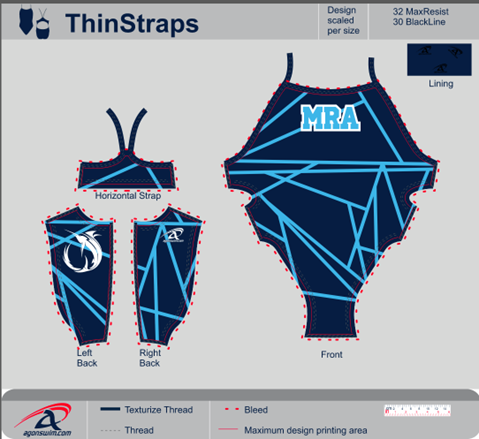 ThinStraps
Design
scaled
per size
32 MaxResist
30 BlackLine
Lining
MRA
Horizontal Strap
Left
Back
Right
Back
Front
agonswim.com
Texturize Thread
Thread
Bleed
Maximum design printing area